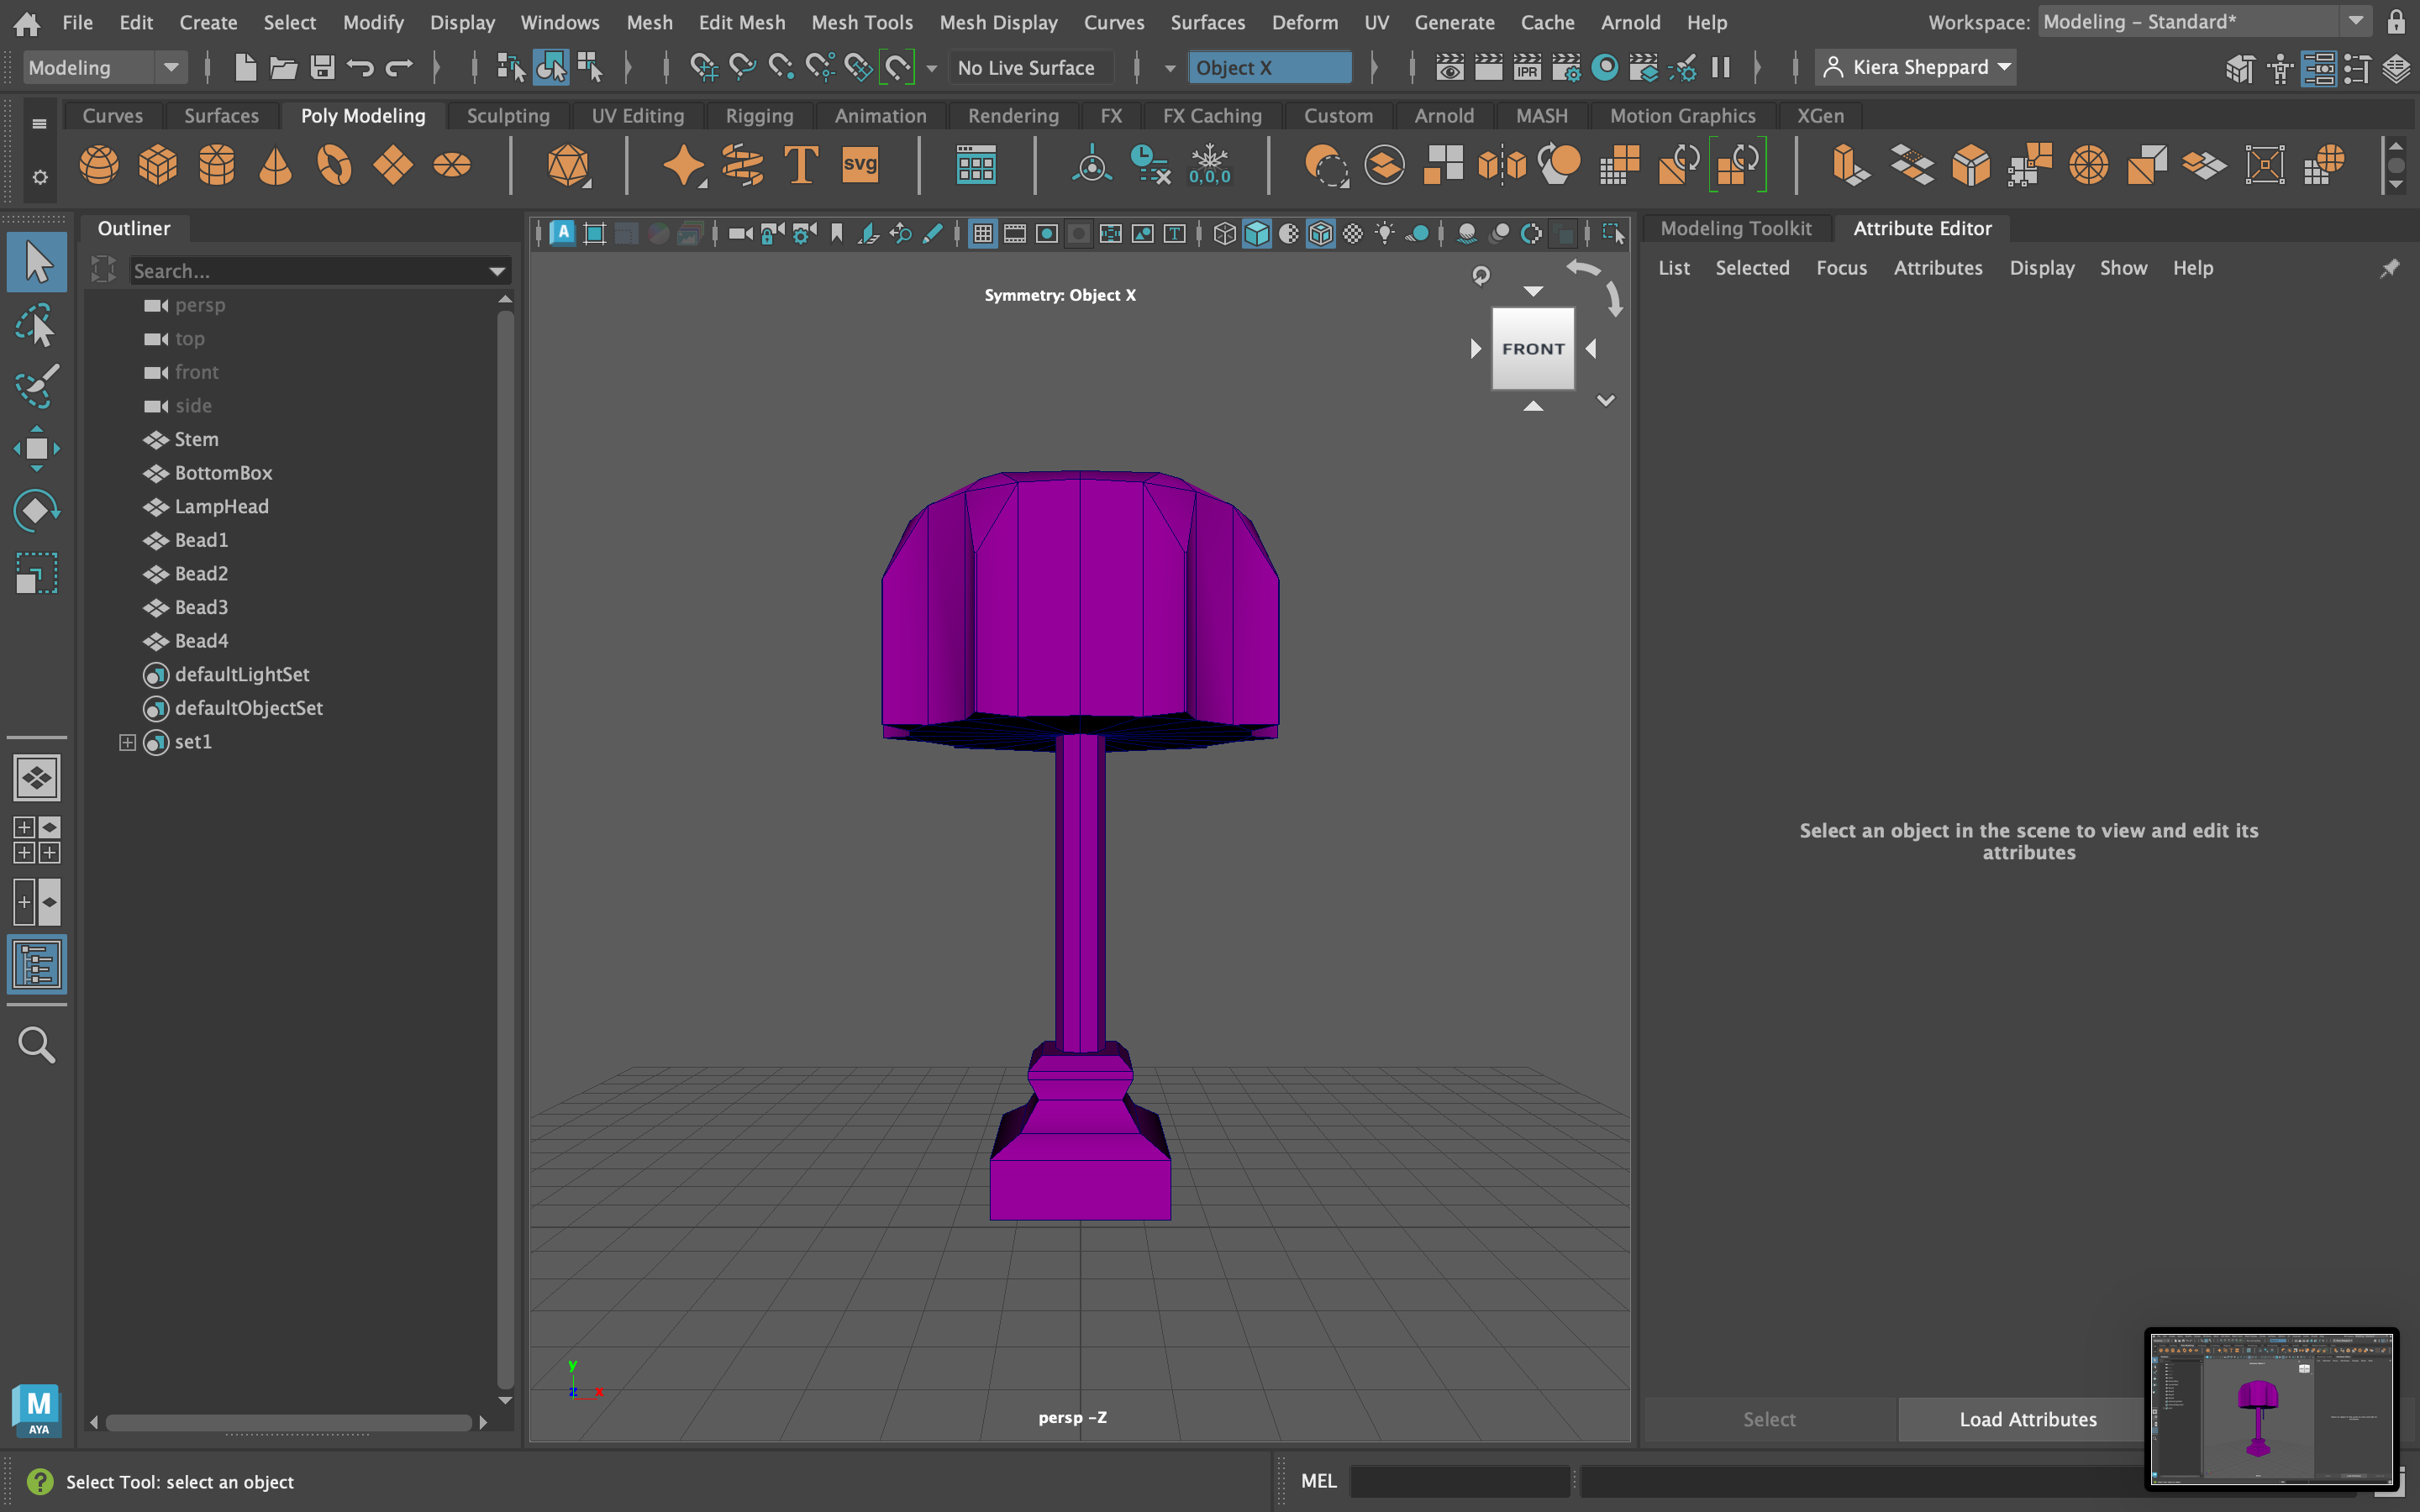 File Edit Create Select Modify Display Windows Mesh Edit Mesh Mesh Tools Mesh Display Curves Surfaces Deform UV Generate Cache Arnold Help Workspace: Modeling - Standard*
Modeling No Live Surface Object X IPR Kiera Sheppard
Curves Surfaces Poly Modeling Sculpting UV Editing Rigging Animation Rendering FX FX Caching Custom Arnold MASH Motion Graphics XGen
T svg 0,0,0
Outliner
Search...
persp
top
front
side
Stem
BottomBox
LampHead
Bead1
Bead2
Bead3
Bead4
defaultLightSet
defaultObjectSet
set1
A T
Symmetry: Object X
FRONT
y
z x
persp -Z
Modeling Toolkit Attribute Editor
List Selected Focus Attributes Display Show Help
Select an object in the scene to view and edit its
attributes
Select Load Attributes
M
AYA
? Select Tool: select an object
MEL